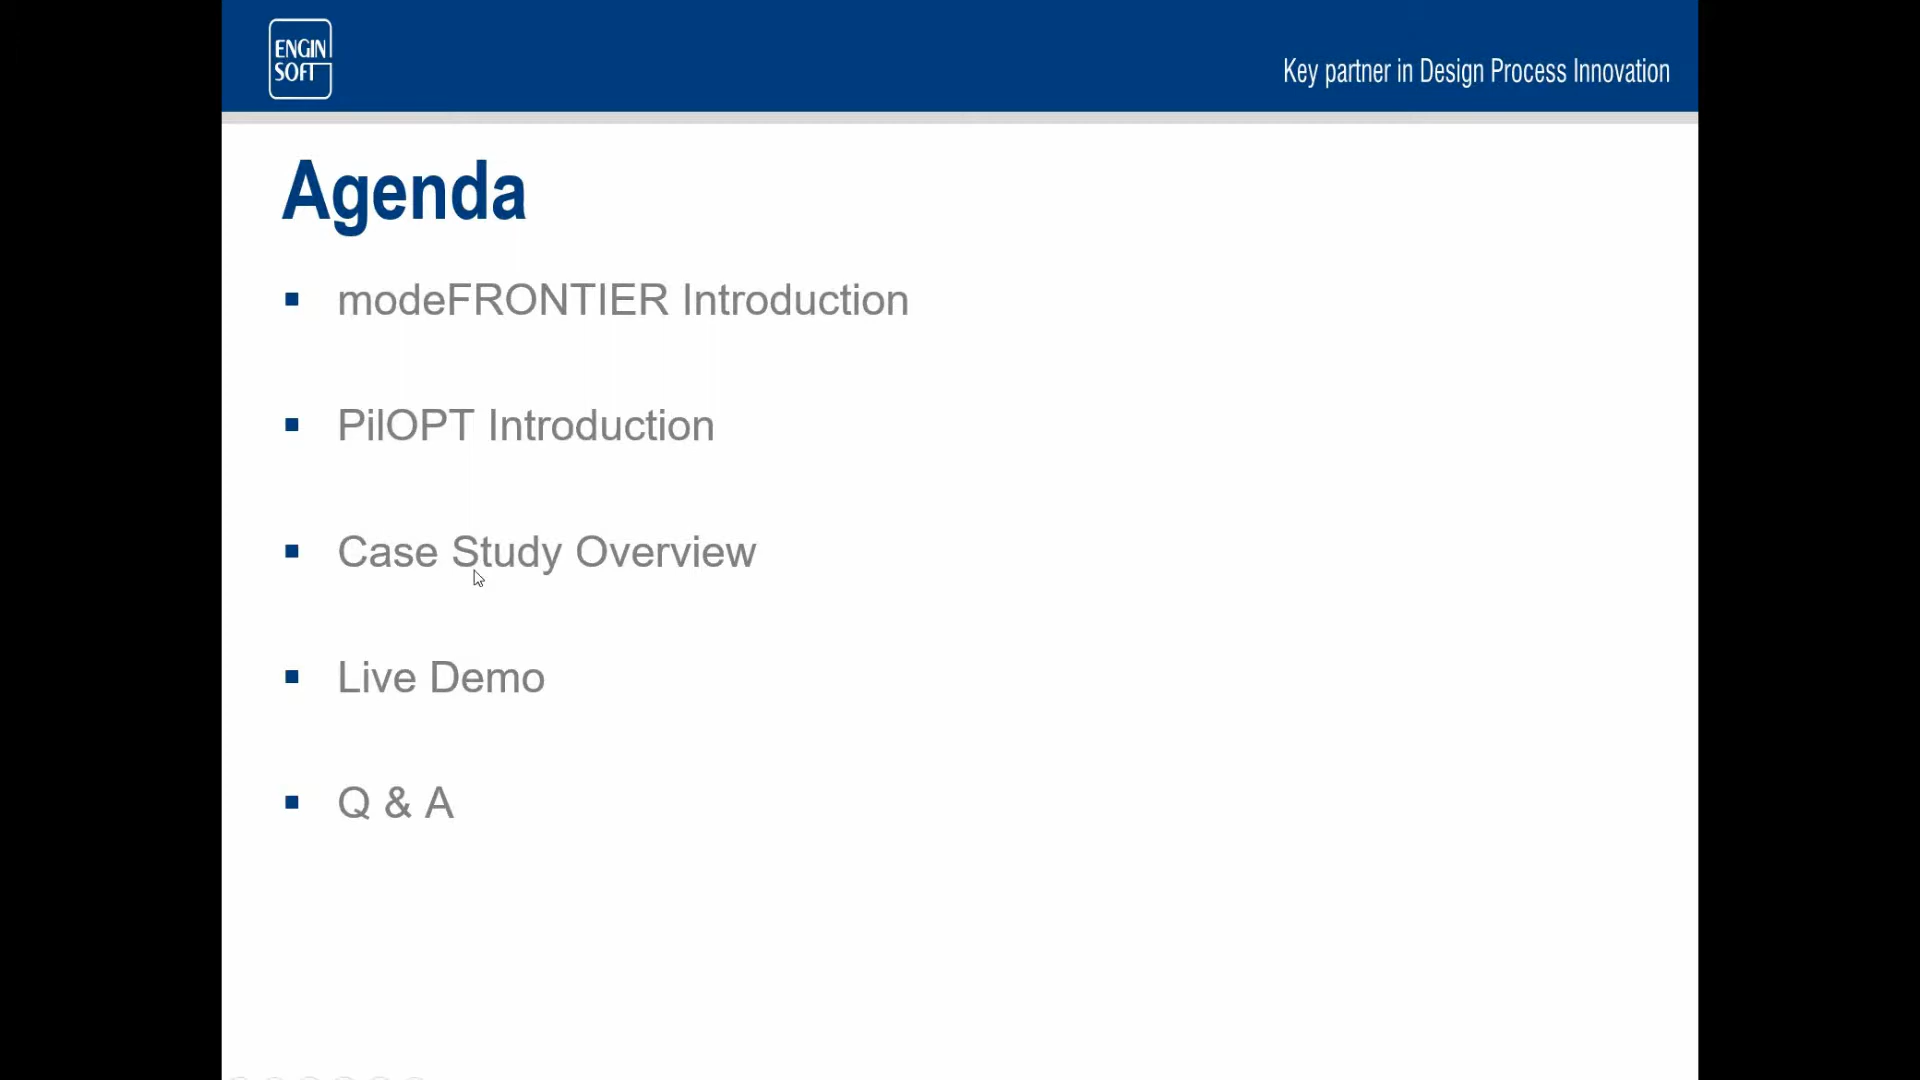 ENGIN
SOFT
Key partner in Design Process Innovation
Agenda
modeFRONTIER Introduction
PilOPT Introduction
Case Study Overview
Live Demo
Q & A